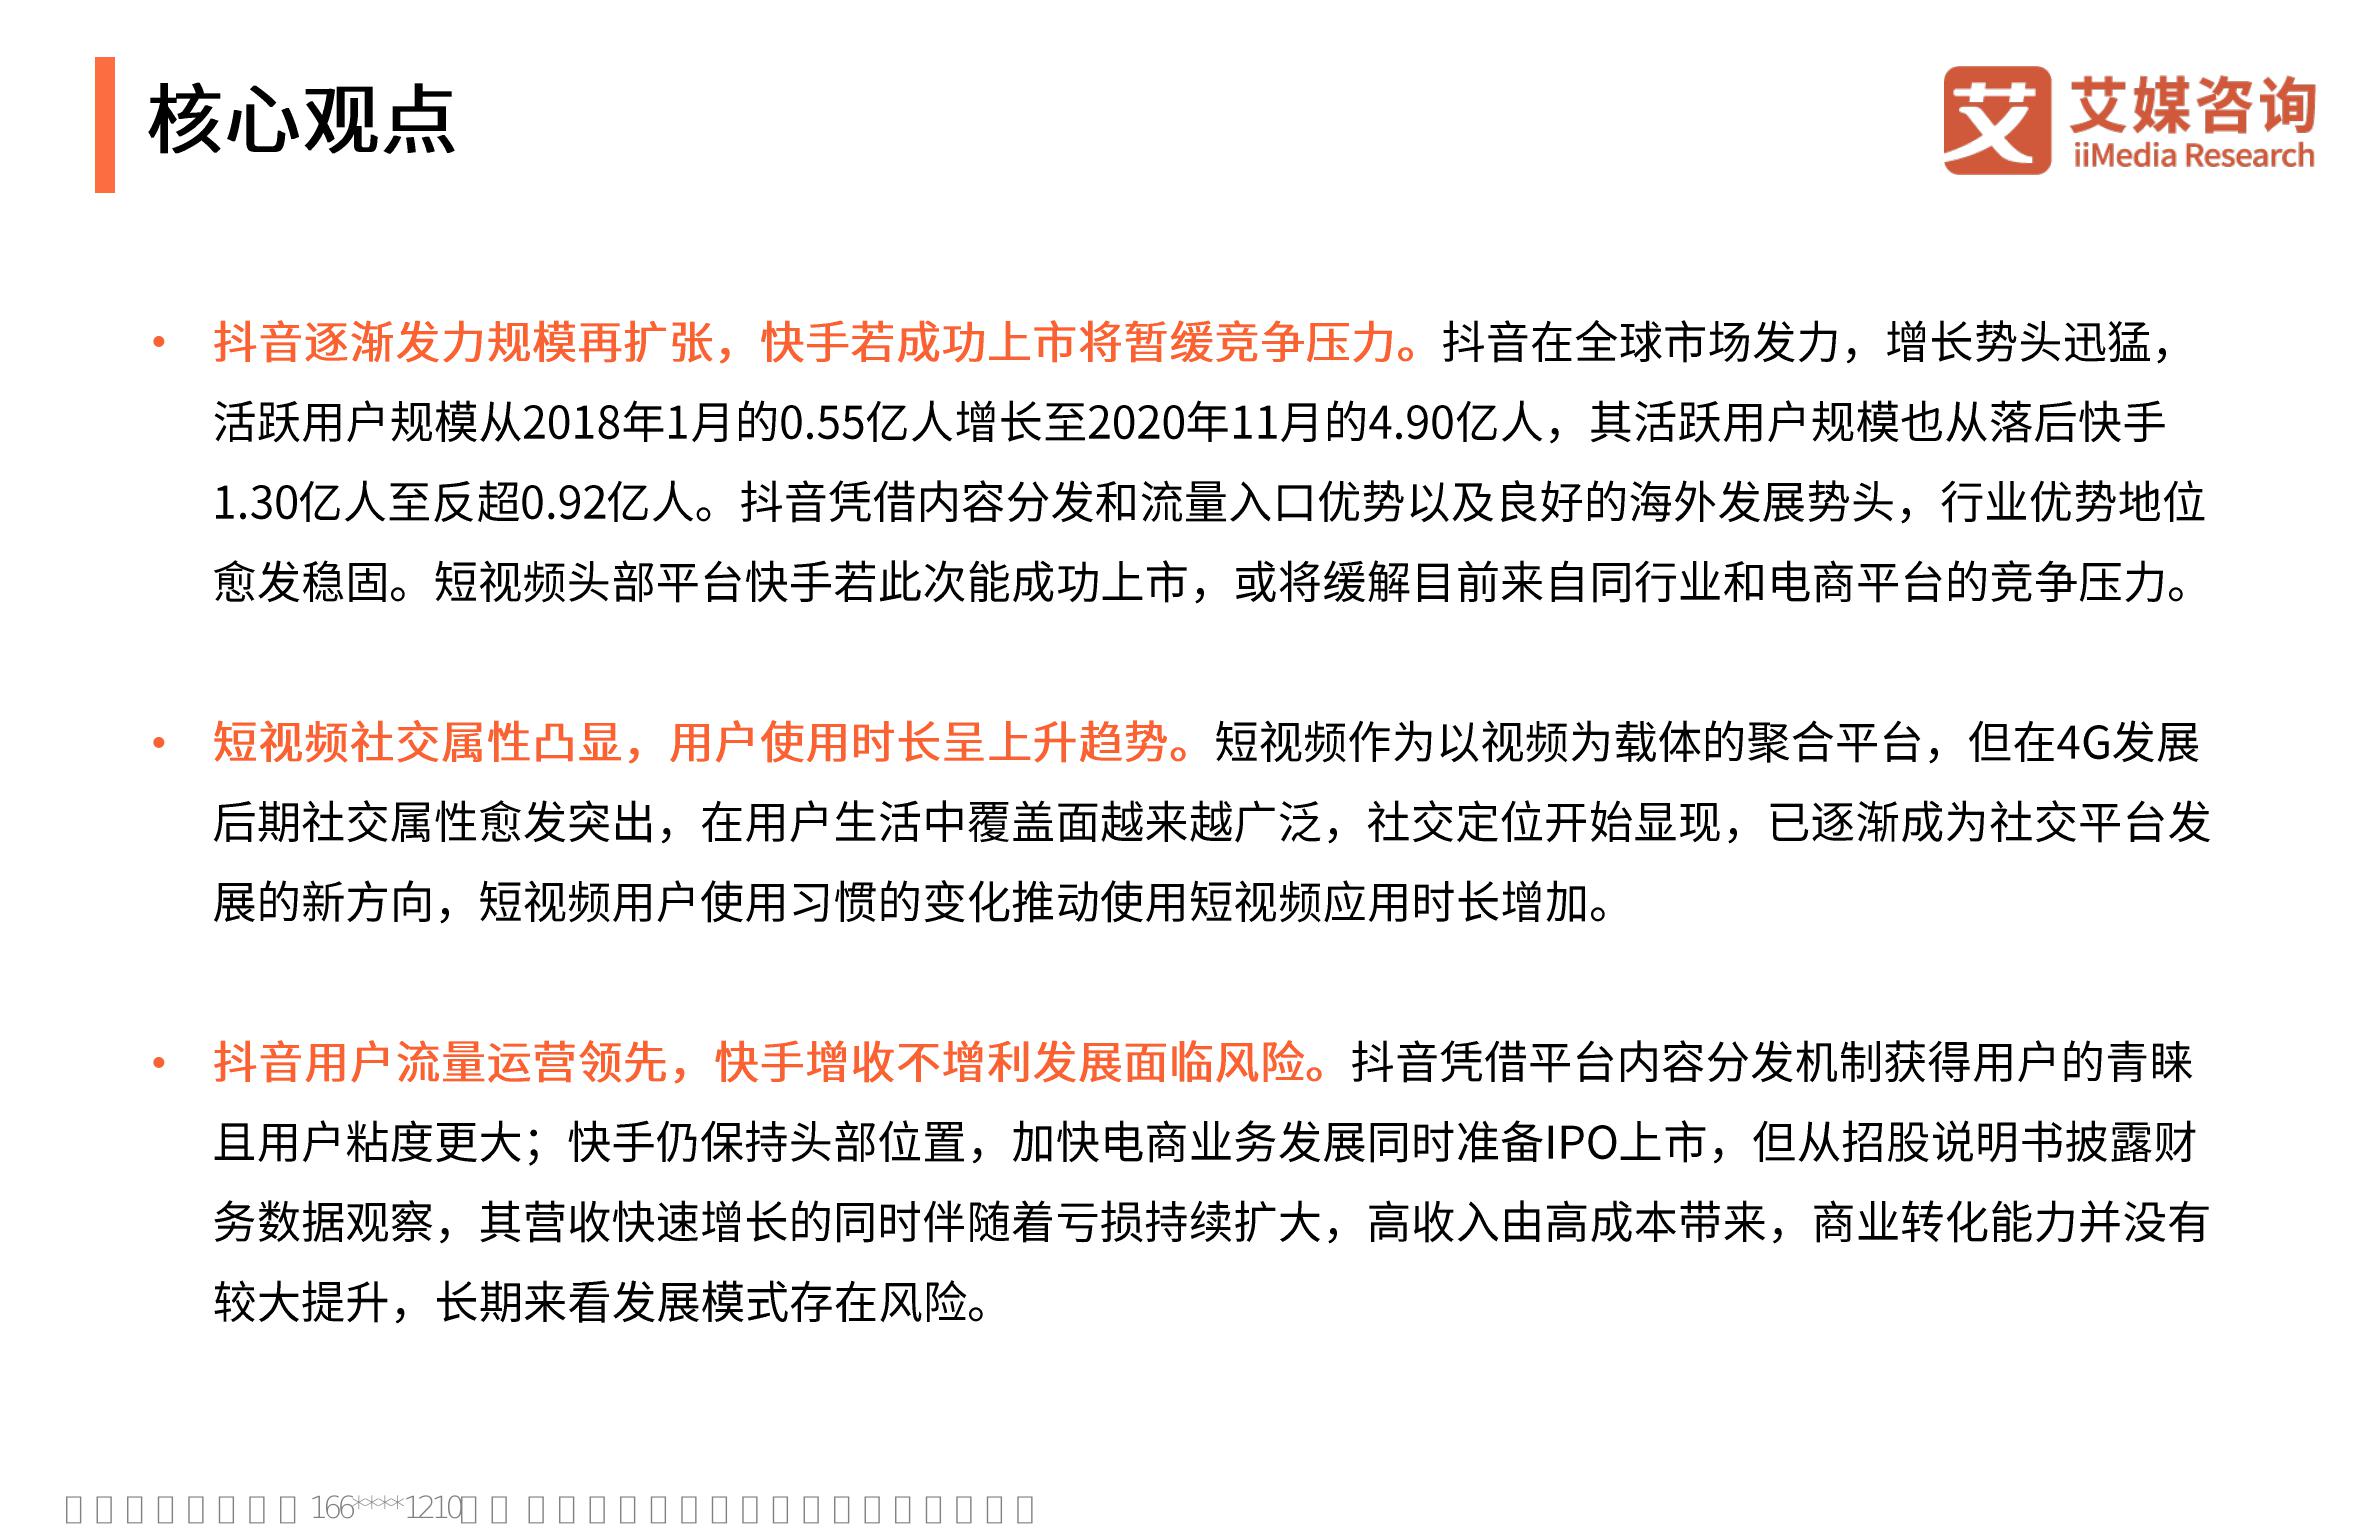 核心观点
艾 艾媒咨询
iiMedia Research
• 抖音逐渐发力规模再扩张，快手若成功上市将暂缓竞争压力。抖音在全球市场发力，增长势头迅猛，
活跃用户规模从2018年1月的0.55亿人增长至2020年11月的4.90亿人，其活跃用户规模也从落后快手
1.30亿人至反超0.92亿人。抖音凭借内容分发和流量入口优势以及良好的海外发展势头，行业优势地位
愈发稳固。短视频头部平台快手若此次能成功上市，或将缓解目前来自同行业和电商平台的竞争压力。
• 短视频社交属性凸显，用户使用时长呈上升趋势。短视频作为以视频为载体的聚合平台，但在4G发展
后期社交属性愈发突出，在用户生活中覆盖面越来越广泛，社交定位开始显现，已逐渐成为社交平台发
展的新方向，短视频用户使用习惯的变化推动使用短视频应用时长增加。
• 抖音用户流量运营领先，快手增收不增利发展面临风险。抖音凭借平台内容分发机制获得用户的青睐
且用户粘度更大；快手仍保持头部位置，加快电商业务发展同时准备IPO上市，但从招股说明书披露财
务数据观察，其营收快速增长的同时伴随着亏损持续扩大，高收入由高成本带来，商业转化能力并没有
较大提升，长期来看发展模式存在风险。
166****1210